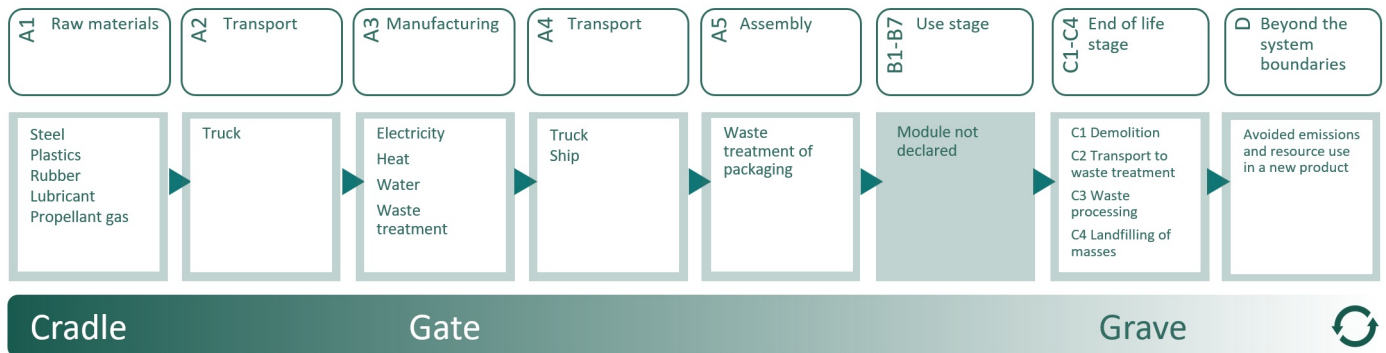 A1 Raw materials
A2 Transport
A3 Manufacturing
A4 Transport
A5 Assembly
B1-B7 Use stage
C1-C4 End of life
stage
D Beyond the
system
boundaries
Steel
Plastics
Rubber
Lubricant
Propellant gas
Truck
Electricity
Heat
Water
Waste
treatment
Truck
Ship
Waste
treatment of
packaging
Module not
declared
C1 Demolition
C2 Transport to
waste treatment
C3 Waste
processing
C4 Landfilling of
masses
Avoided emissions
and resource use
in a new product
Cradle
Gate
Grave